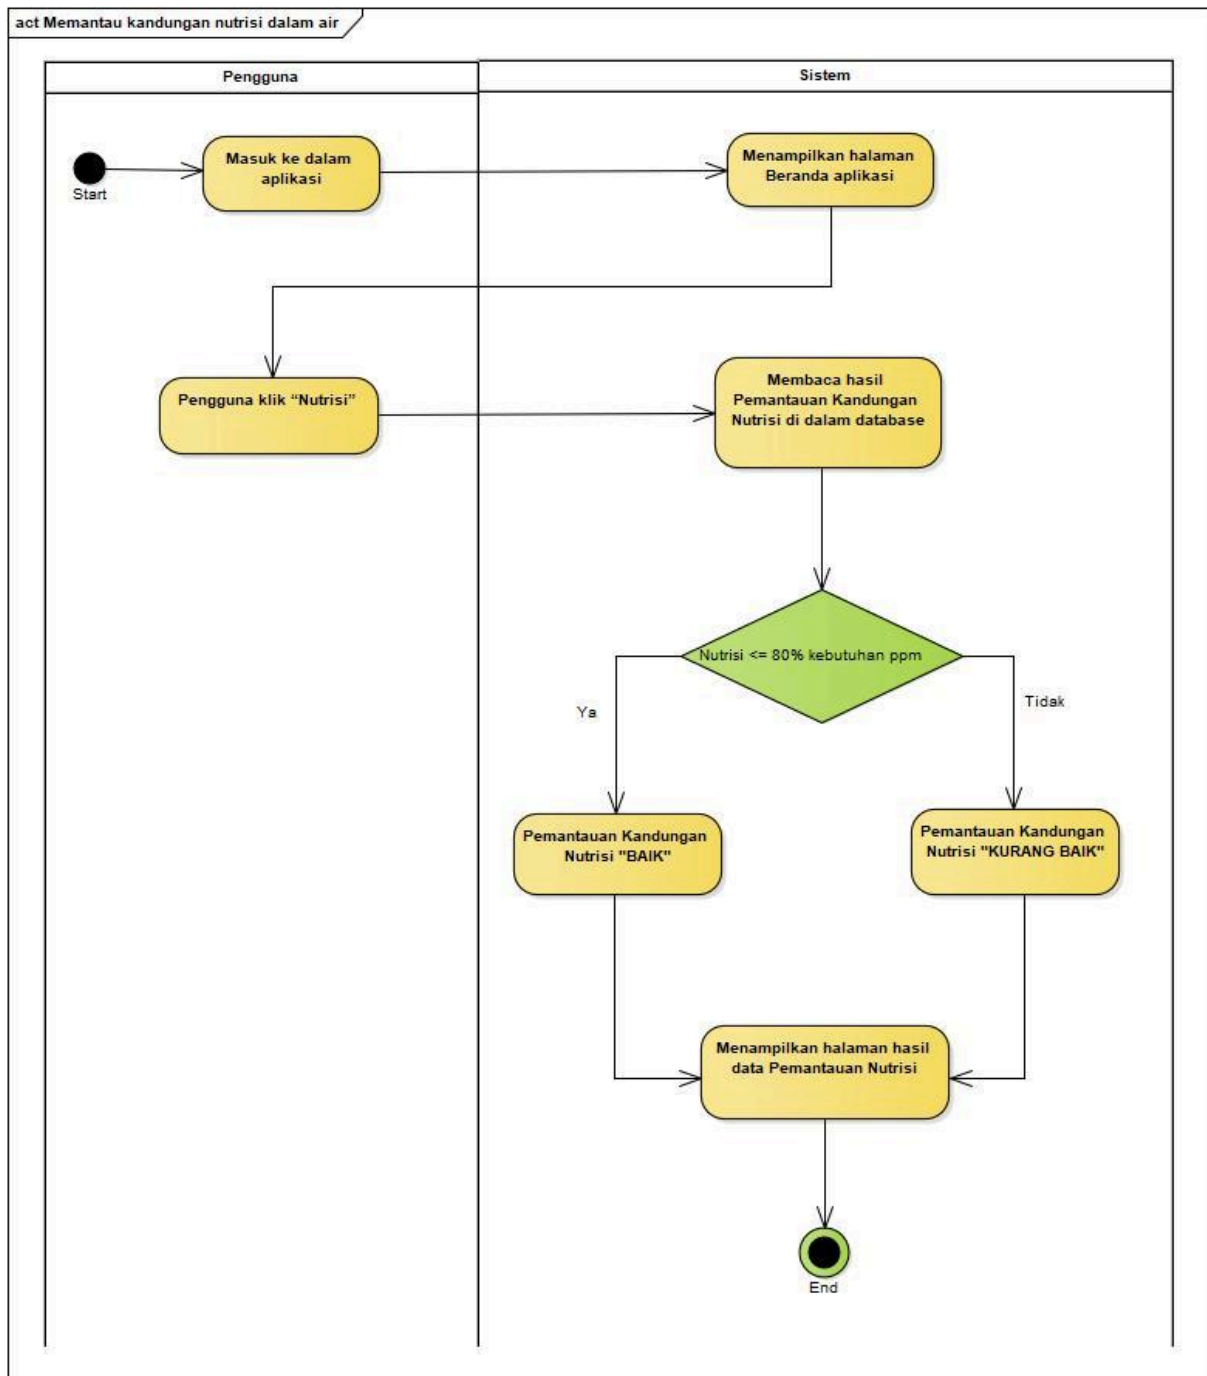 act Memantau kandungan nutrisi dalam air
Pengguna
Sistem
Start
Masuk ke dalam
aplikasi
Menampilkan halaman
Beranda aplikasi
Pengguna klik “Nutrisi”
Membaca hasil
Pemantauan Kandungan
Nutrisi di dalam database
Nutrisi <= 80% kebutuhan ppm
Ya
Tidak
Pemantauan Kandungan
Nutrisi "BAIK"
Pemantauan Kandungan
Nutrisi "KURANG BAIK"
Menampilkan halaman hasil
data Pemantauan Nutrisi
End